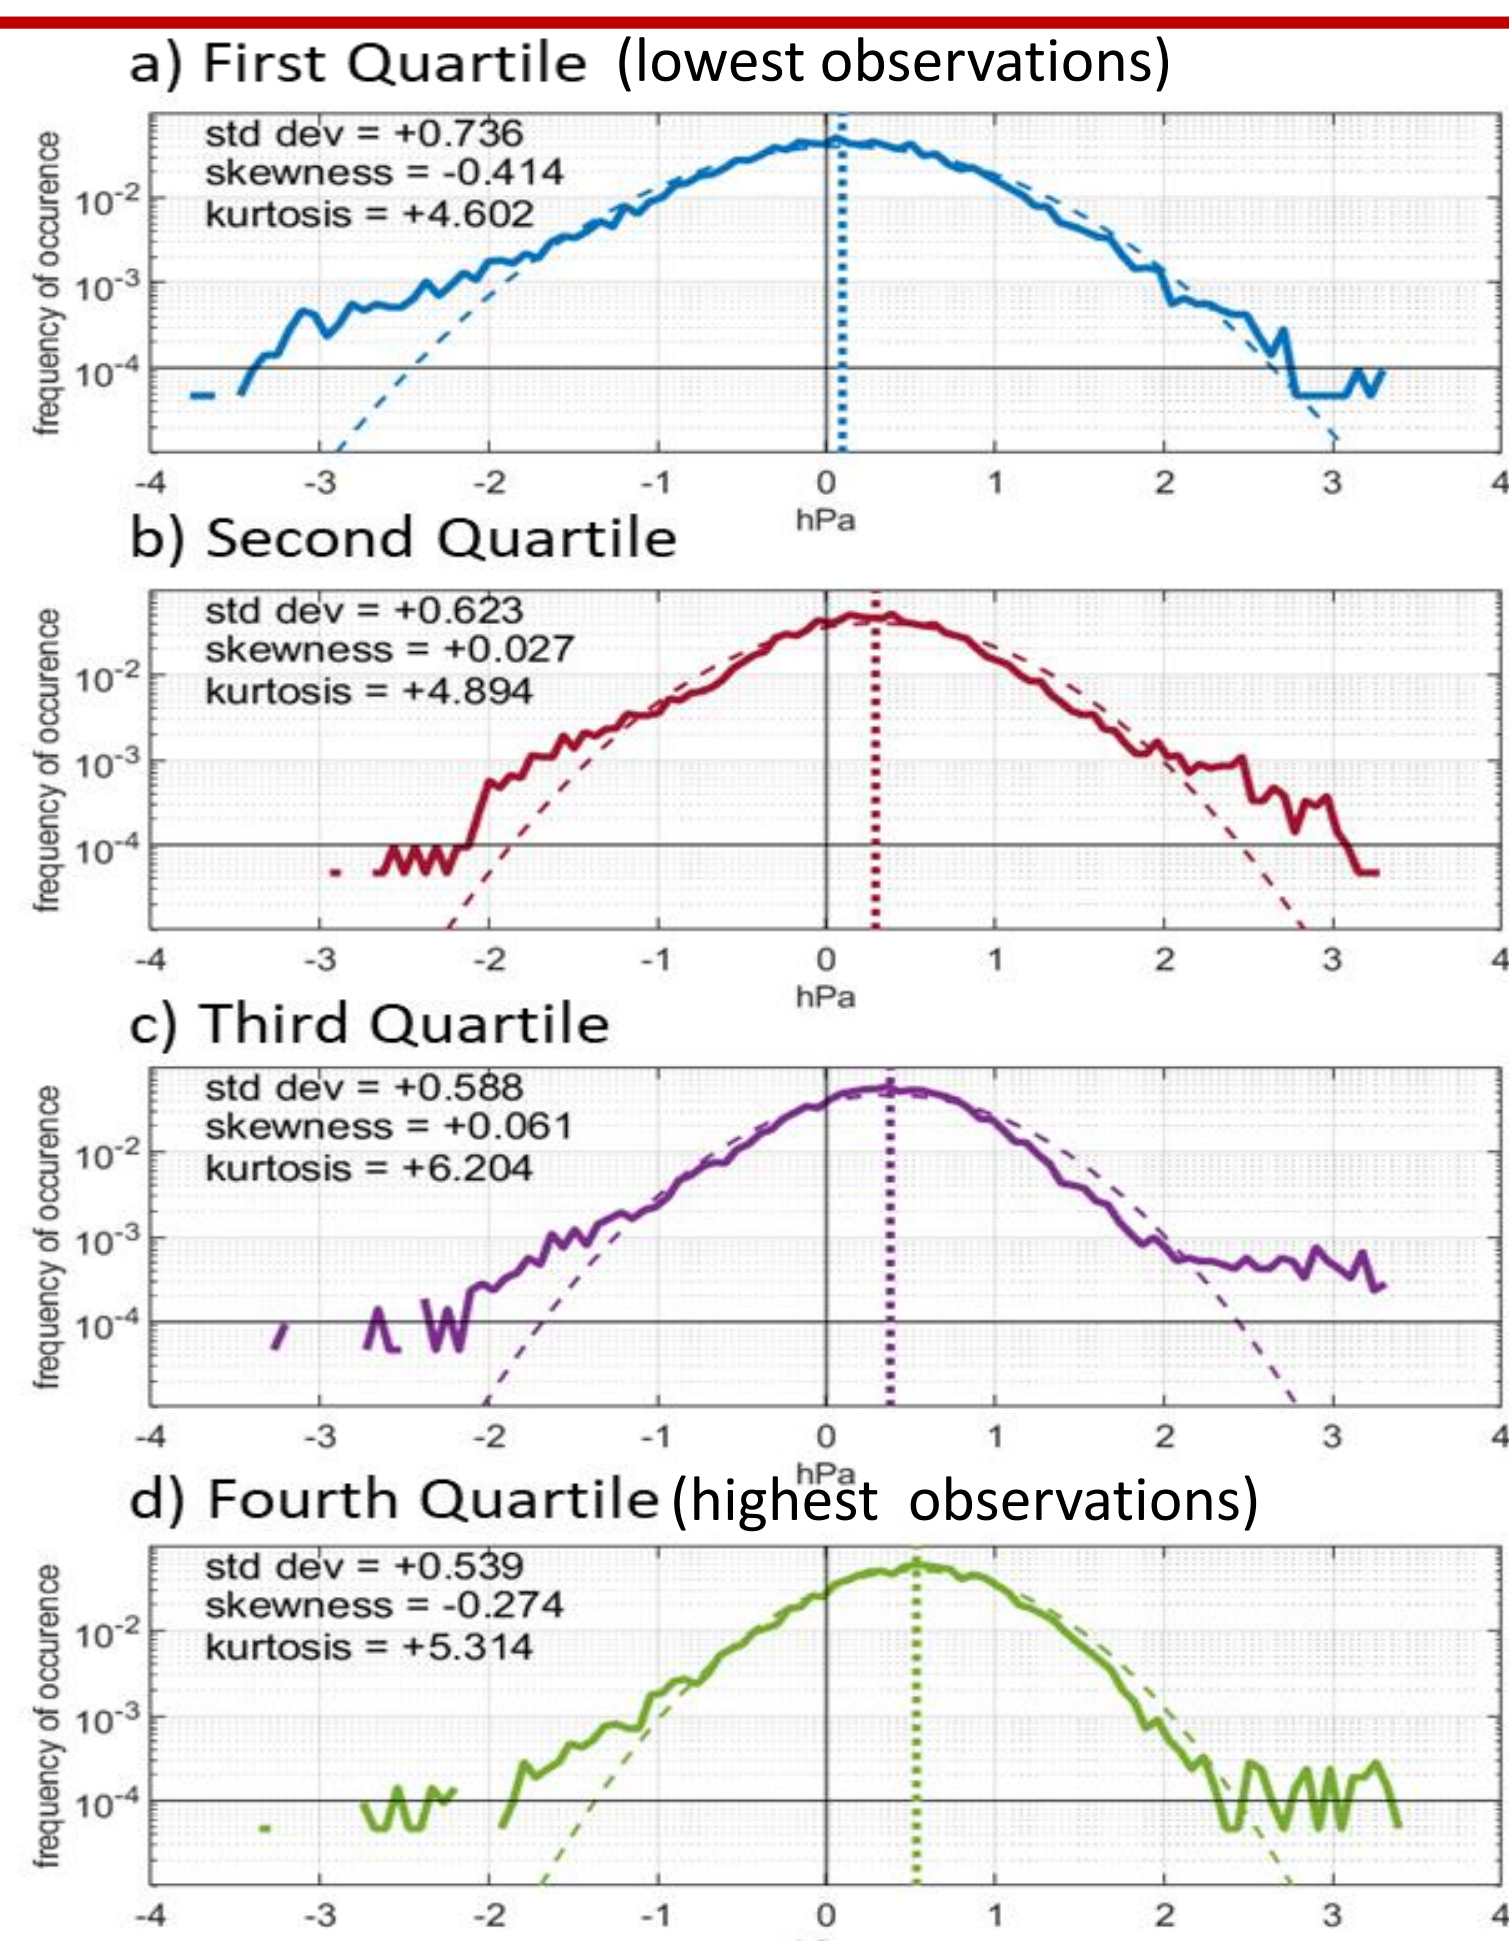 a) First Quartile (lowest observations)
std dev = +0.736
skewness = -0.414
kurtosis = +4.602
frequency of occurence
10-2
10-3
10-4
-4 -3 -2 -1 0 1 2 3 4
hPa
b) Second Quartile
std dev = +0.623
skewness = +0.027
kurtosis = +4.894
frequency of occurence
10-2
10-3
10-4
-4 -3 -2 -1 0 1 2 3 4
hPa
c) Third Quartile
std dev = +0.588
skewness = +0.061
kurtosis = +6.204
frequency of occurence
10-2
10-3
10-4
-4 -3 -2 -1 0 1 2 3 4
hPa
d) Fourth Quartile (highest observations)
std dev = +0.539
skewness = -0.274
kurtosis = +5.314
frequency of occurence
10-2
10-3
10-4
-4 -3 -2 -1 0 1 2 3 4